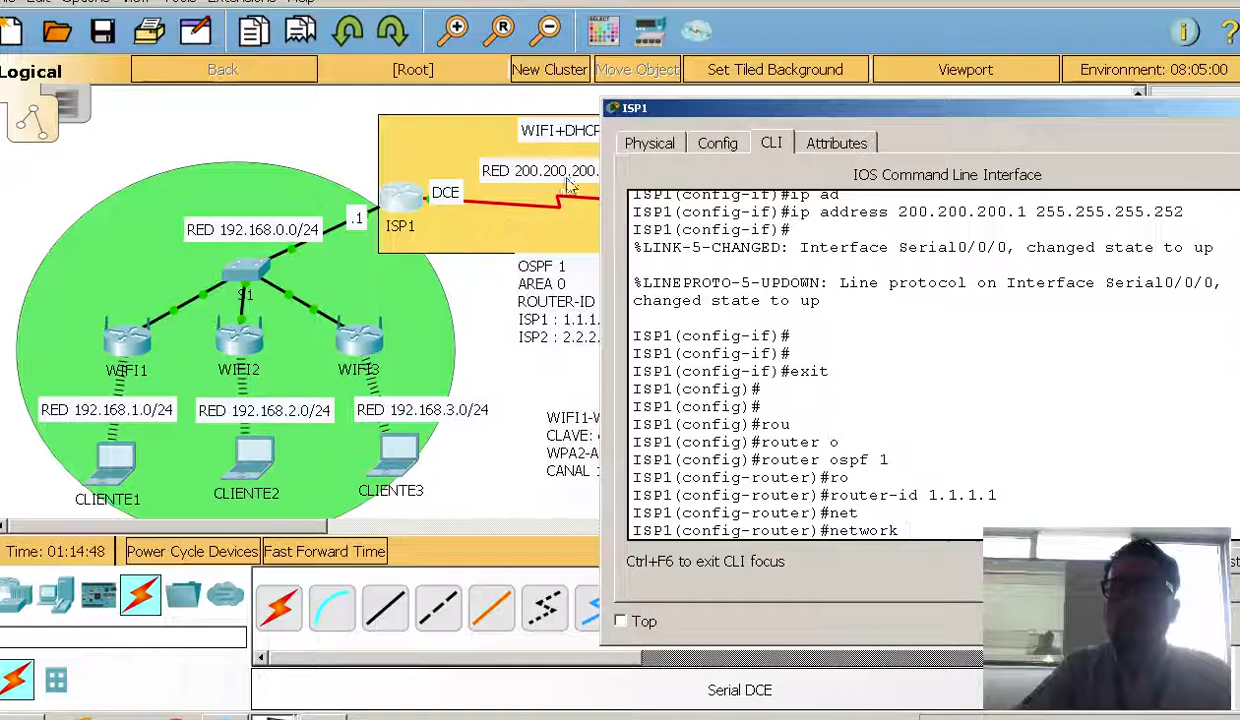 Logical
Back
[Root]
New Cluster
Move Object
Set Tiled Background
Viewport
Environment: 08:05:00
WIFI+DHCP
RED 200.200.200.
DCE
.1
ISP1
RED 192.168.0.0/24
S1
OSPF 1
AREA 0
ROUTER-ID
ISP1 : 1.1.1.
ISP2 : 2.2.2.
WIFI1
WIFI2
WIFI3
RED 192.168.1.0/24
RED 192.168.2.0/24
RED 192.168.3.0/24
WIFI1-W
CLAVE:
WPA2-A
CANAL 1
CLIENTE1
CLIENTE2
CLIENTE3
ISP1
Physical
Config
CLI
Attributes
IOS Command Line Interface
ISP1(config-if)#ip ad
ISP1(config-if)#ip address 200.200.200.1 255.255.255.252
ISP1(config-if)#
%LINK-5-CHANGED: Interface Serial0/0/0, changed state to up
%LINEPROTO-5-UPDOWN: Line protocol on Interface Serial0/0/0,
changed state to up
ISP1(config-if)#
ISP1(config-if)#
ISP1(config-if)#exit
ISP1(config)#
ISP1(config)#
ISP1(config)#rou
ISP1(config)#router o
ISP1(config)#router ospf 1
ISP1(config-router)#ro
ISP1(config-router)#router-id 1.1.1.1
ISP1(config-router)#net
ISP1(config-router)#network
Ctrl+F6 to exit CLI focus
Top
Time: 01:14:48
Power Cycle Devices
Fast Forward Time
Serial DCE